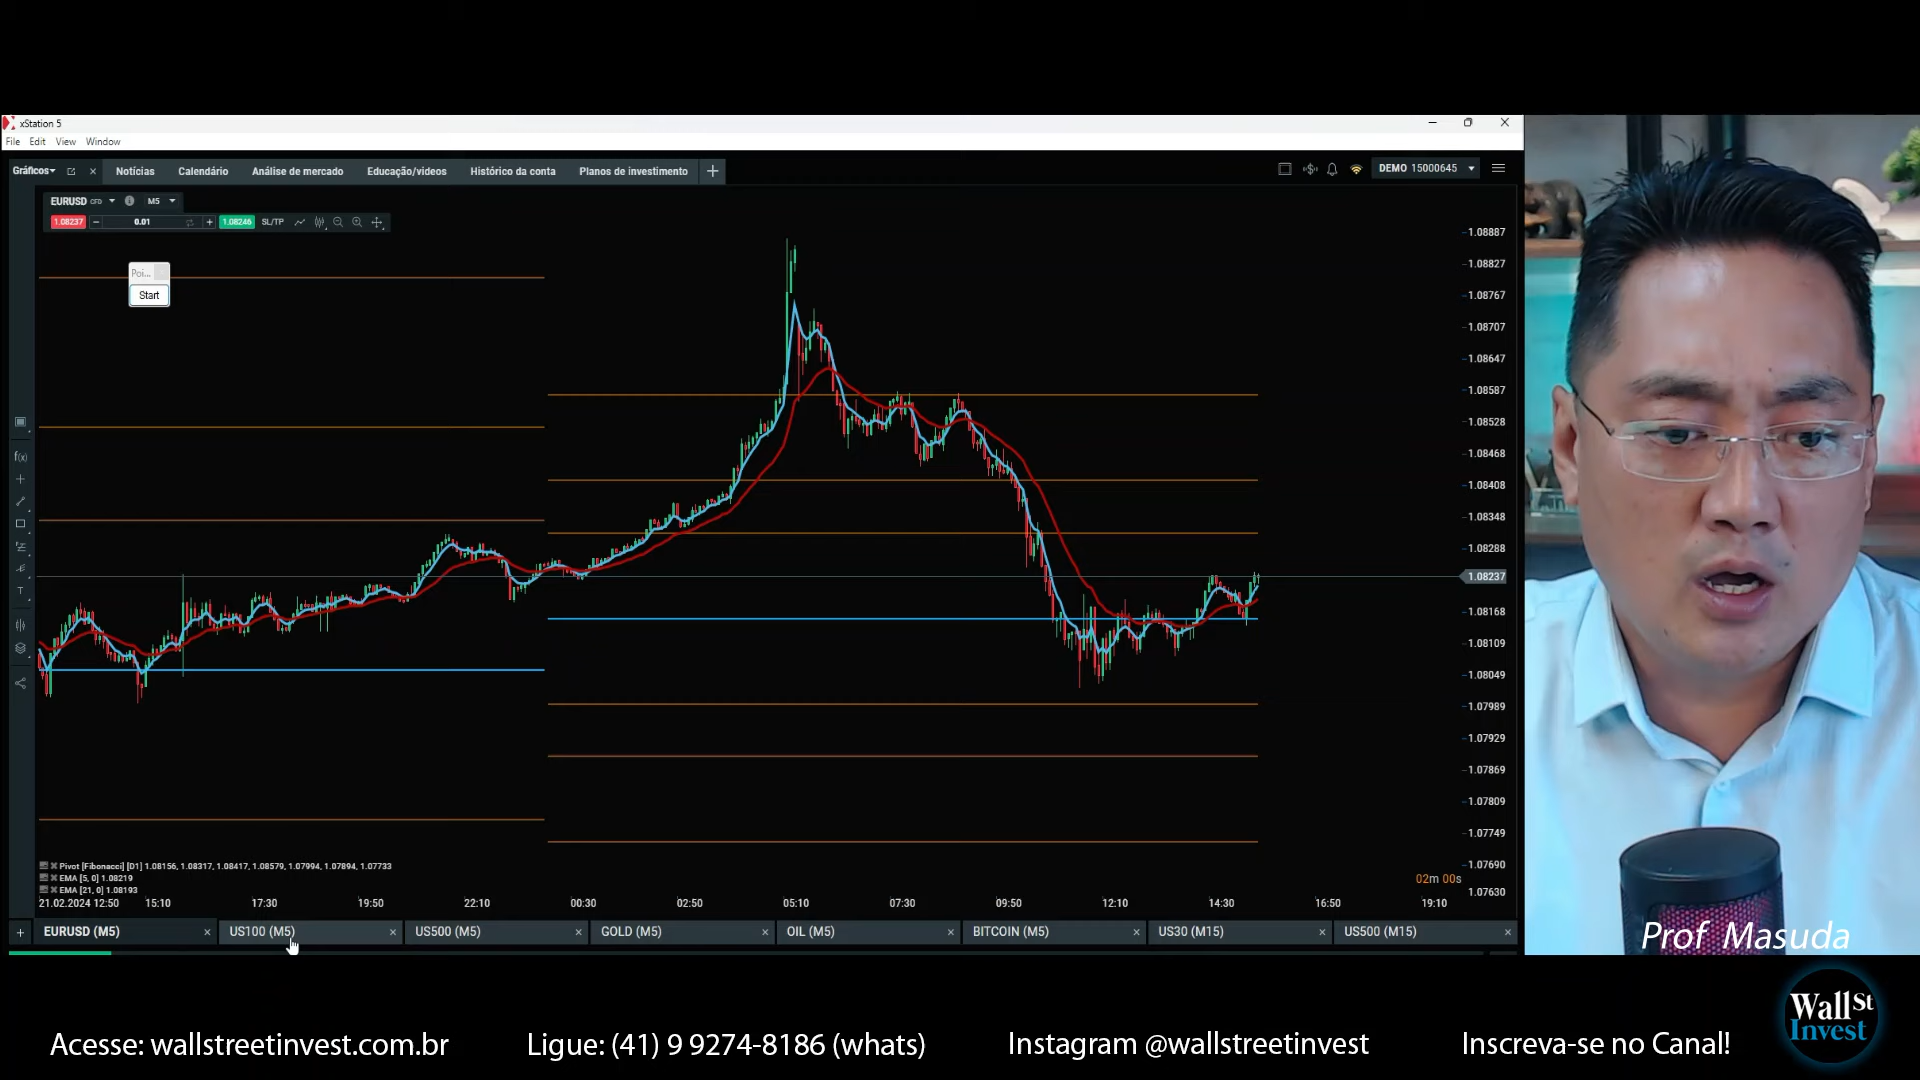 xStation 5
File Edit View Window
Gráficos Notícias Calendário Análise de mercado Educação/videos Histórico da conta Planos de investimento DEMO 15000645
EURUSD CFD M5
1.08237 0.01 1.08246 SL/TP
Poi...
Start
1.08887
1.08827
1.08767
1.08707
1.08647
1.08587
1.08528
1.08468
1.08408
1.08348
1.08288
1.08237
1.08168
1.08109
1.08049
1.07989
1.07929
1.07869
1.07809
1.07749
1.07690
1.07630
f(x)
T
Pivot [Fibonacci] [D1] 1.08156, 1.08317, 1.08417, 1.08579, 1.07994, 1.07894, 1.07733
EMA [5, 0] 1.08219
EMA [21, 0] 1.08193
02m 00s
21.02.2024 12:50 15:10 17:30 19:50 22:10 00:30 02:50 05:10 07:30 09:50 12:10 14:30 16:50 19:10
EURUSD (M5) US100 (M5) US500 (M5) GOLD (M5) OIL (M5) BITCOIN (M5) US30 (M15) US500 (M15)
Prof Masuda
Wall St
Invest
Acesse: wallstreetinvest.com.br Ligue: (41) 9 9274-8186 (whats) Instagram @wallstreetinvest Inscreva-se no Canal!